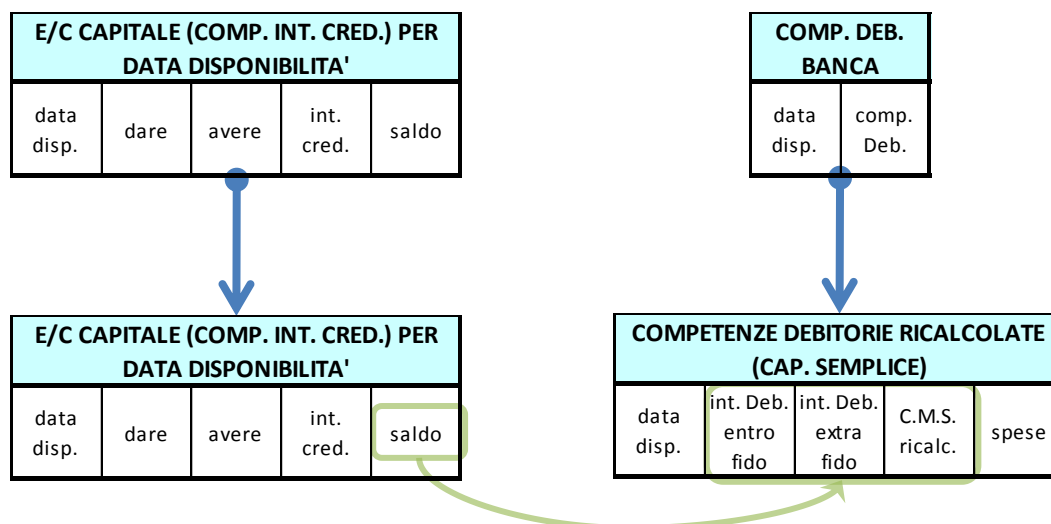 E/C CAPITALE (COMP. INT. CRED.) PER
DATA DISPONIBILITA'
data
disp.
dare
avere
int.
cred.
saldo
COMP. DEB.
BANCA
data
disp.
comp.
Deb.
E/C CAPITALE (COMP. INT. CRED.) PER
DATA DISPONIBILITA'
data
disp.
dare
avere
int.
cred.
saldo
COMPETENZE DEBITORIE RICALCOLATE
(CAP. SEMPLICE)
data
disp.
int. Deb.
entro
fido
int. Deb.
extra
fido
C.M.S.
ricalc.
spese